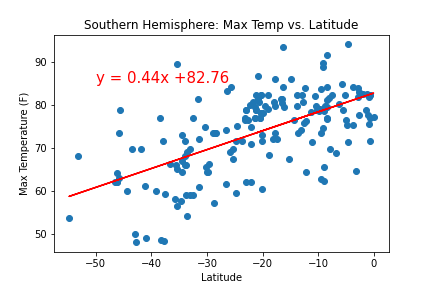 Southern Hemisphere: Max Temp vs. Latitude
y = 0.44x +82.76
Max Temperature (F)
90
80
70
60
50
−50
−40
−30
−20
−10
0
Latitude